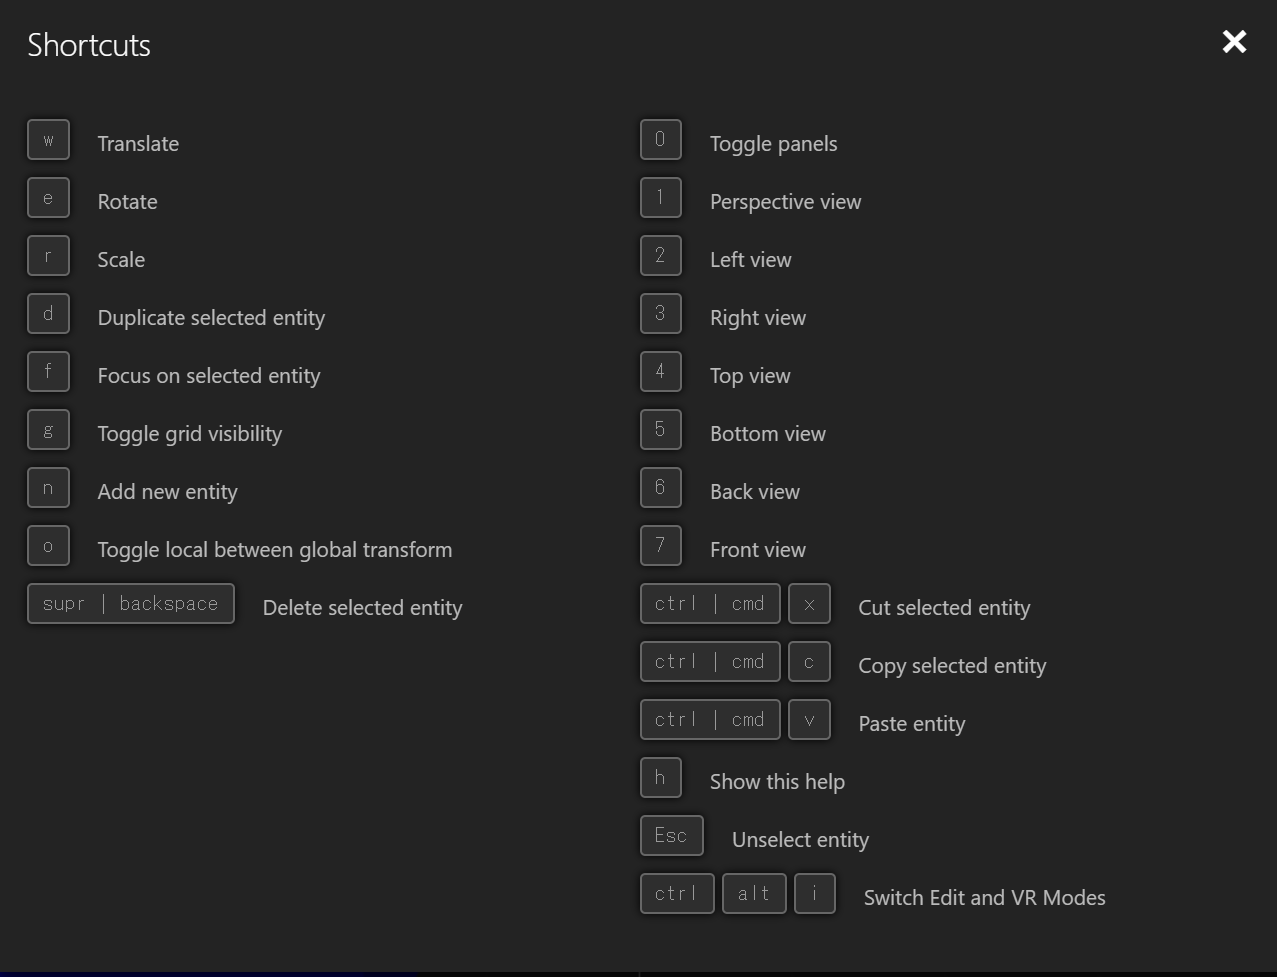 Shortcuts
w Translate
e Rotate
r Scale
d Duplicate selected entity
f Focus on selected entity
g Toggle grid visibility
n Add new entity
o Toggle local between global transform
supr | backspace Delete selected entity
0 Toggle panels
1 Perspective view
2 Left view
3 Right view
4 Top view
5 Bottom view
6 Back view
7 Front view
ctrl | cmd x Cut selected entity
ctrl | cmd c Copy selected entity
ctrl | cmd v Paste entity
h Show this help
Esc Unselect entity
ctrl alt i Switch Edit and VR Modes